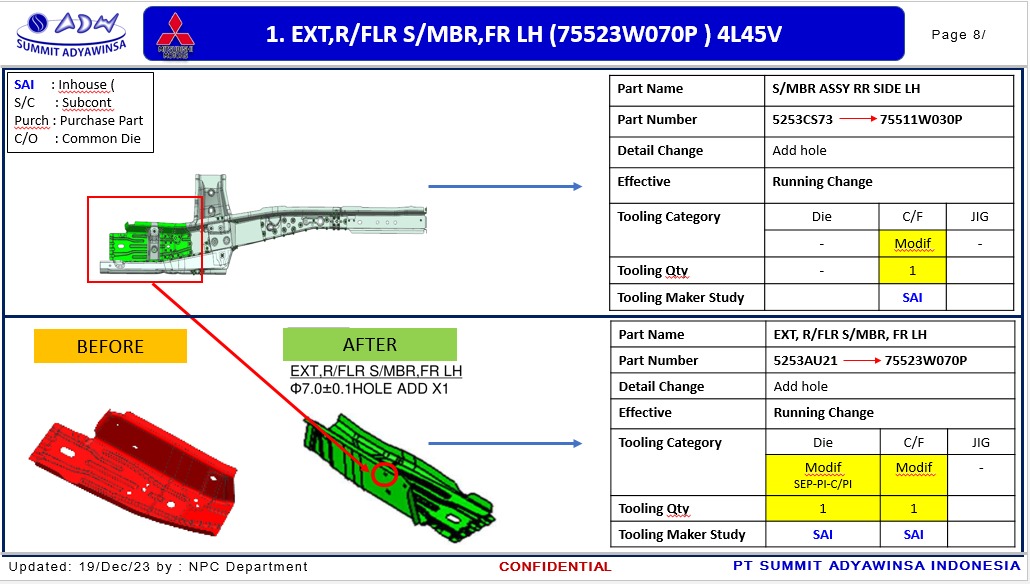 ADW
SUMMIT ADYAWINSA
MITSUBISHI
MOTORS
1. EXT,R/FLR S/MBR,FR LH (75523W070P ) 4L45V
Page 8/
SAI : Inhouse (
S/C : Subcont
Purch : Purchase Part
C/O : Common Die
Part Name S/MBR ASSY RR SIDE LH
Part Number 5253CS73 75511W030P
Detail Change Add hole
Effective Running Change
Tooling Category Die C/F JIG
- Modif -
Tooling Qty - 1
Tooling Maker Study SAI
BEFORE
AFTER
EXT,R/FLR S/MBR,FR LH
Φ7.0±0.1HOLE ADD X1
Part Name EXT, R/FLR S/MBR, FR LH
Part Number 5253AU21 75523W070P
Detail Change Add hole
Effective Running Change
Tooling Category Die C/F JIG
Modif Modif -
SEP-PI-C/PI
Tooling Qty 1 1
Tooling Maker Study SAI SAI
Updated: 19/Dec/23 by : NPC Department
CONFIDENTIAL
PT SUMMIT ADYAWINSA INDONESIA